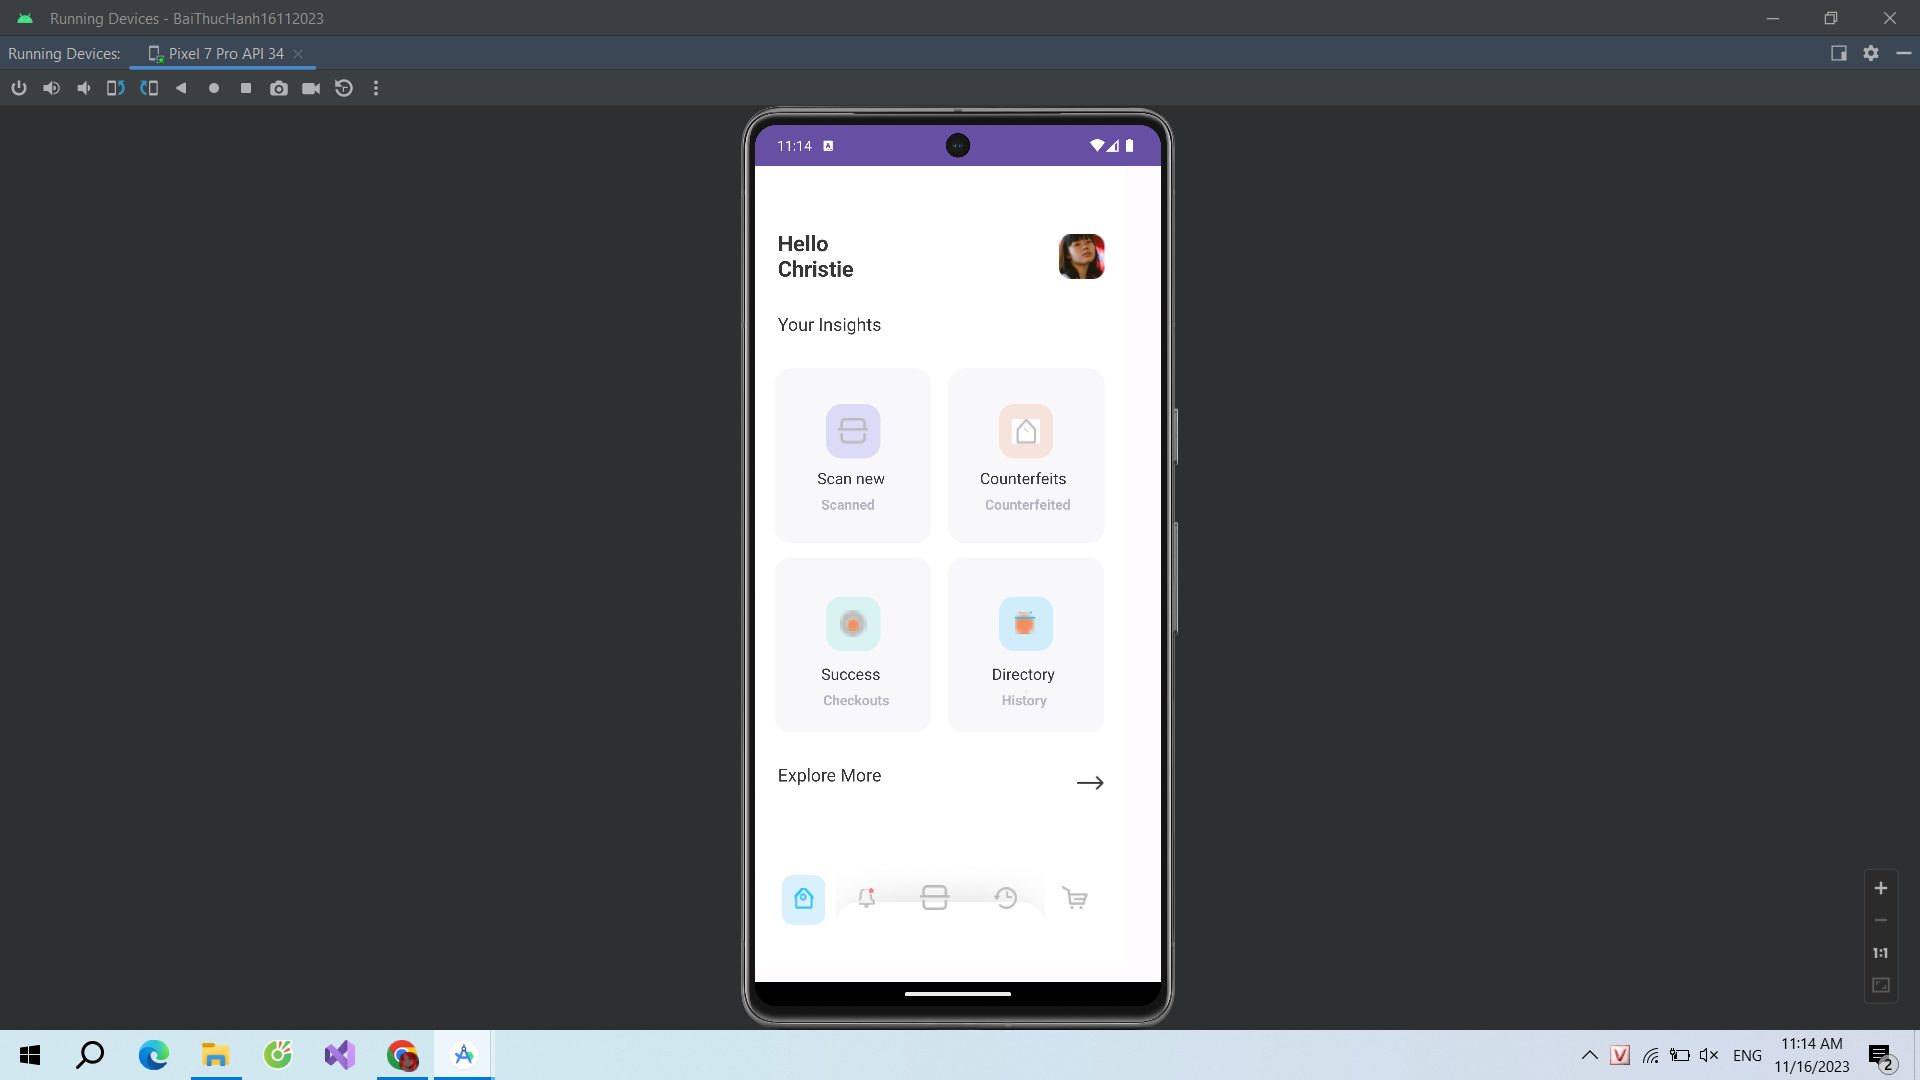 Running Devices - BaiThucHanh16112023
Running Devices: Pixel 7 Pro API 34
11:14 A
Hello
Christie
Your Insights
Scan new
Scanned
Counterfeits
Counterfeited
Success
Checkouts
Directory
History
Explore More
1:1
V
ENG
11:14 AM
11/16/2023
2